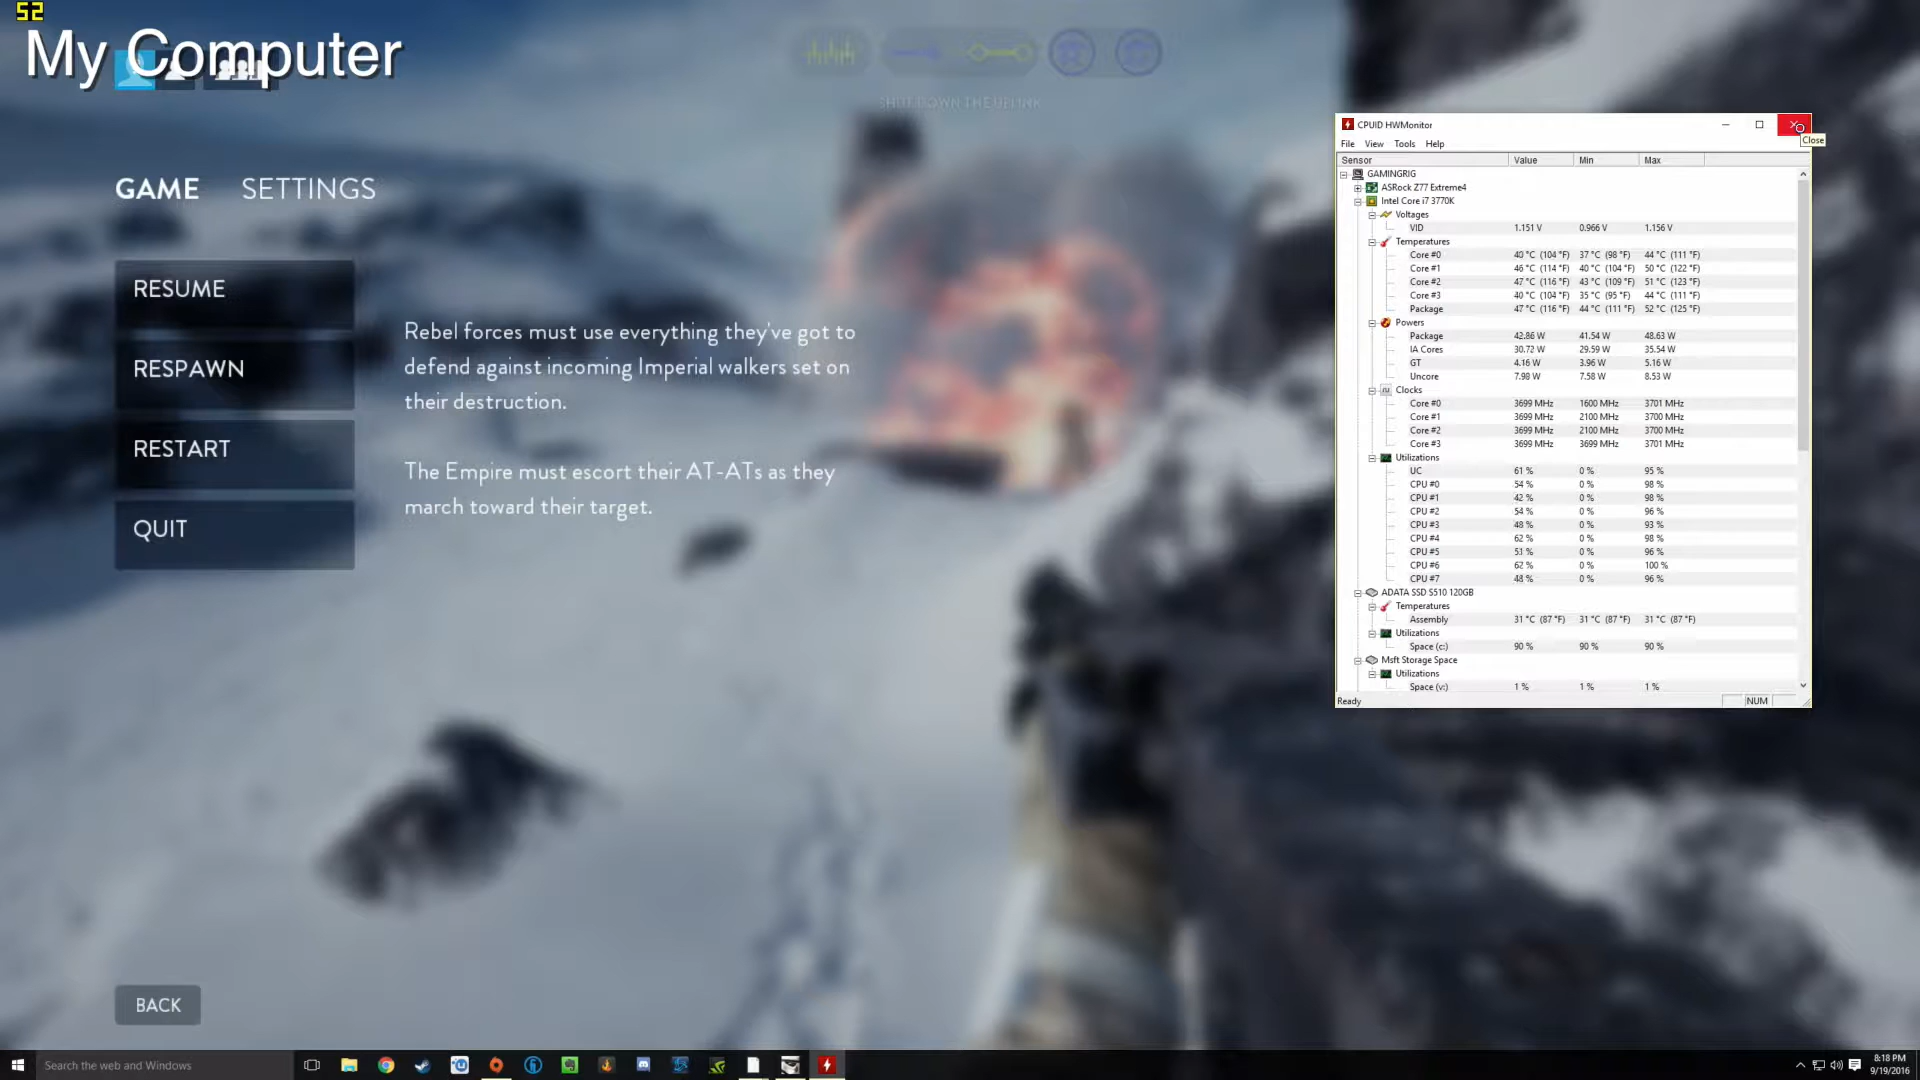 52
My Computer
SHUT DOWN THE UPLINK
GAME SETTINGS
RESUME
RESPAWN
RESTART
QUIT
Rebel forces must use everything they've got to
defend against incoming Imperial walkers set on
their destruction.
The Empire must escort their AT-ATs as they
march toward their target.
BACK
CPUID HWMonitor
Close
File View Tools Help
Sensor Value Min Max
GAMINGRIG
ASRock Z77 Extreme4
Intel Core i7 3770K
Voltages
VID 1.151 V 0.966 V 1.156 V
Temperatures
Core #0 40 °C (104 °F) 37 °C (98 °F) 44 °C (111 °F)
Core #1 46 °C (114 °F) 40 °C (104 °F) 50 °C (122 °F)
Core #2 47 °C (116 °F) 43 °C (109 °F) 51 °C (123 °F)
Core #3 40 °C (104 °F) 35 °C (95 °F) 44 °C (111 °F)
Package 47 °C (116 °F) 44 °C (111 °F) 52 °C (125 °F)
Powers
Package 42.86 W 41.54 W 48.63 W
IA Cores 30.72 W 29.59 W 35.54 W
GT 4.16 W 3.96 W 5.16 W
Uncore 7.98 W 7.58 W 8.53 W
Clocks
Core #0 3699 MHz 1600 MHz 3701 MHz
Core #1 3699 MHz 2100 MHz 3700 MHz
Core #2 3699 MHz 2100 MHz 3700 MHz
Core #3 3699 MHz 3699 MHz 3701 MHz
Utilizations
UC 61 % 0 % 95 %
CPU #0 54 % 0 % 98 %
CPU #1 42 % 0 % 98 %
CPU #2 54 % 0 % 96 %
CPU #3 48 % 0 % 93 %
CPU #4 62 % 0 % 98 %
CPU #5 51 % 0 % 96 %
CPU #6 62 % 0 % 100 %
CPU #7 48 % 0 % 96 %
ADATA SSD S510 120GB
Temperatures
Assembly 31 °C (87 °F) 31 °C (87 °F) 31 °C (87 °F)
Utilizations
Space (c:) 90 % 90 % 90 %
Msft Storage Space
Utilizations
Space (v:) 1 % 1 % 1 %
Ready NUM
Search the web and Windows
8:18 PM
9/19/2016